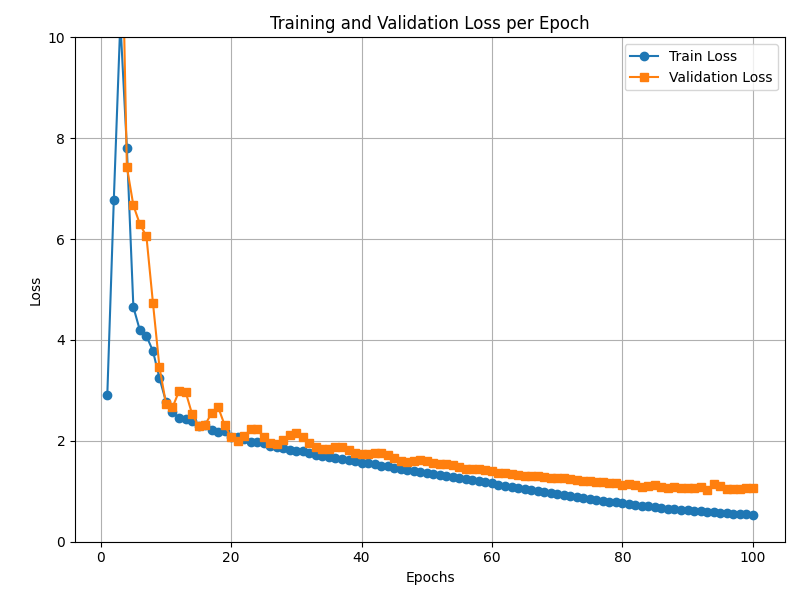 Training and Validation Loss per Epoch
Train Loss
Validation Loss
Loss
10
8
6
4
2
0
0 20 40 60 80 100
Epochs